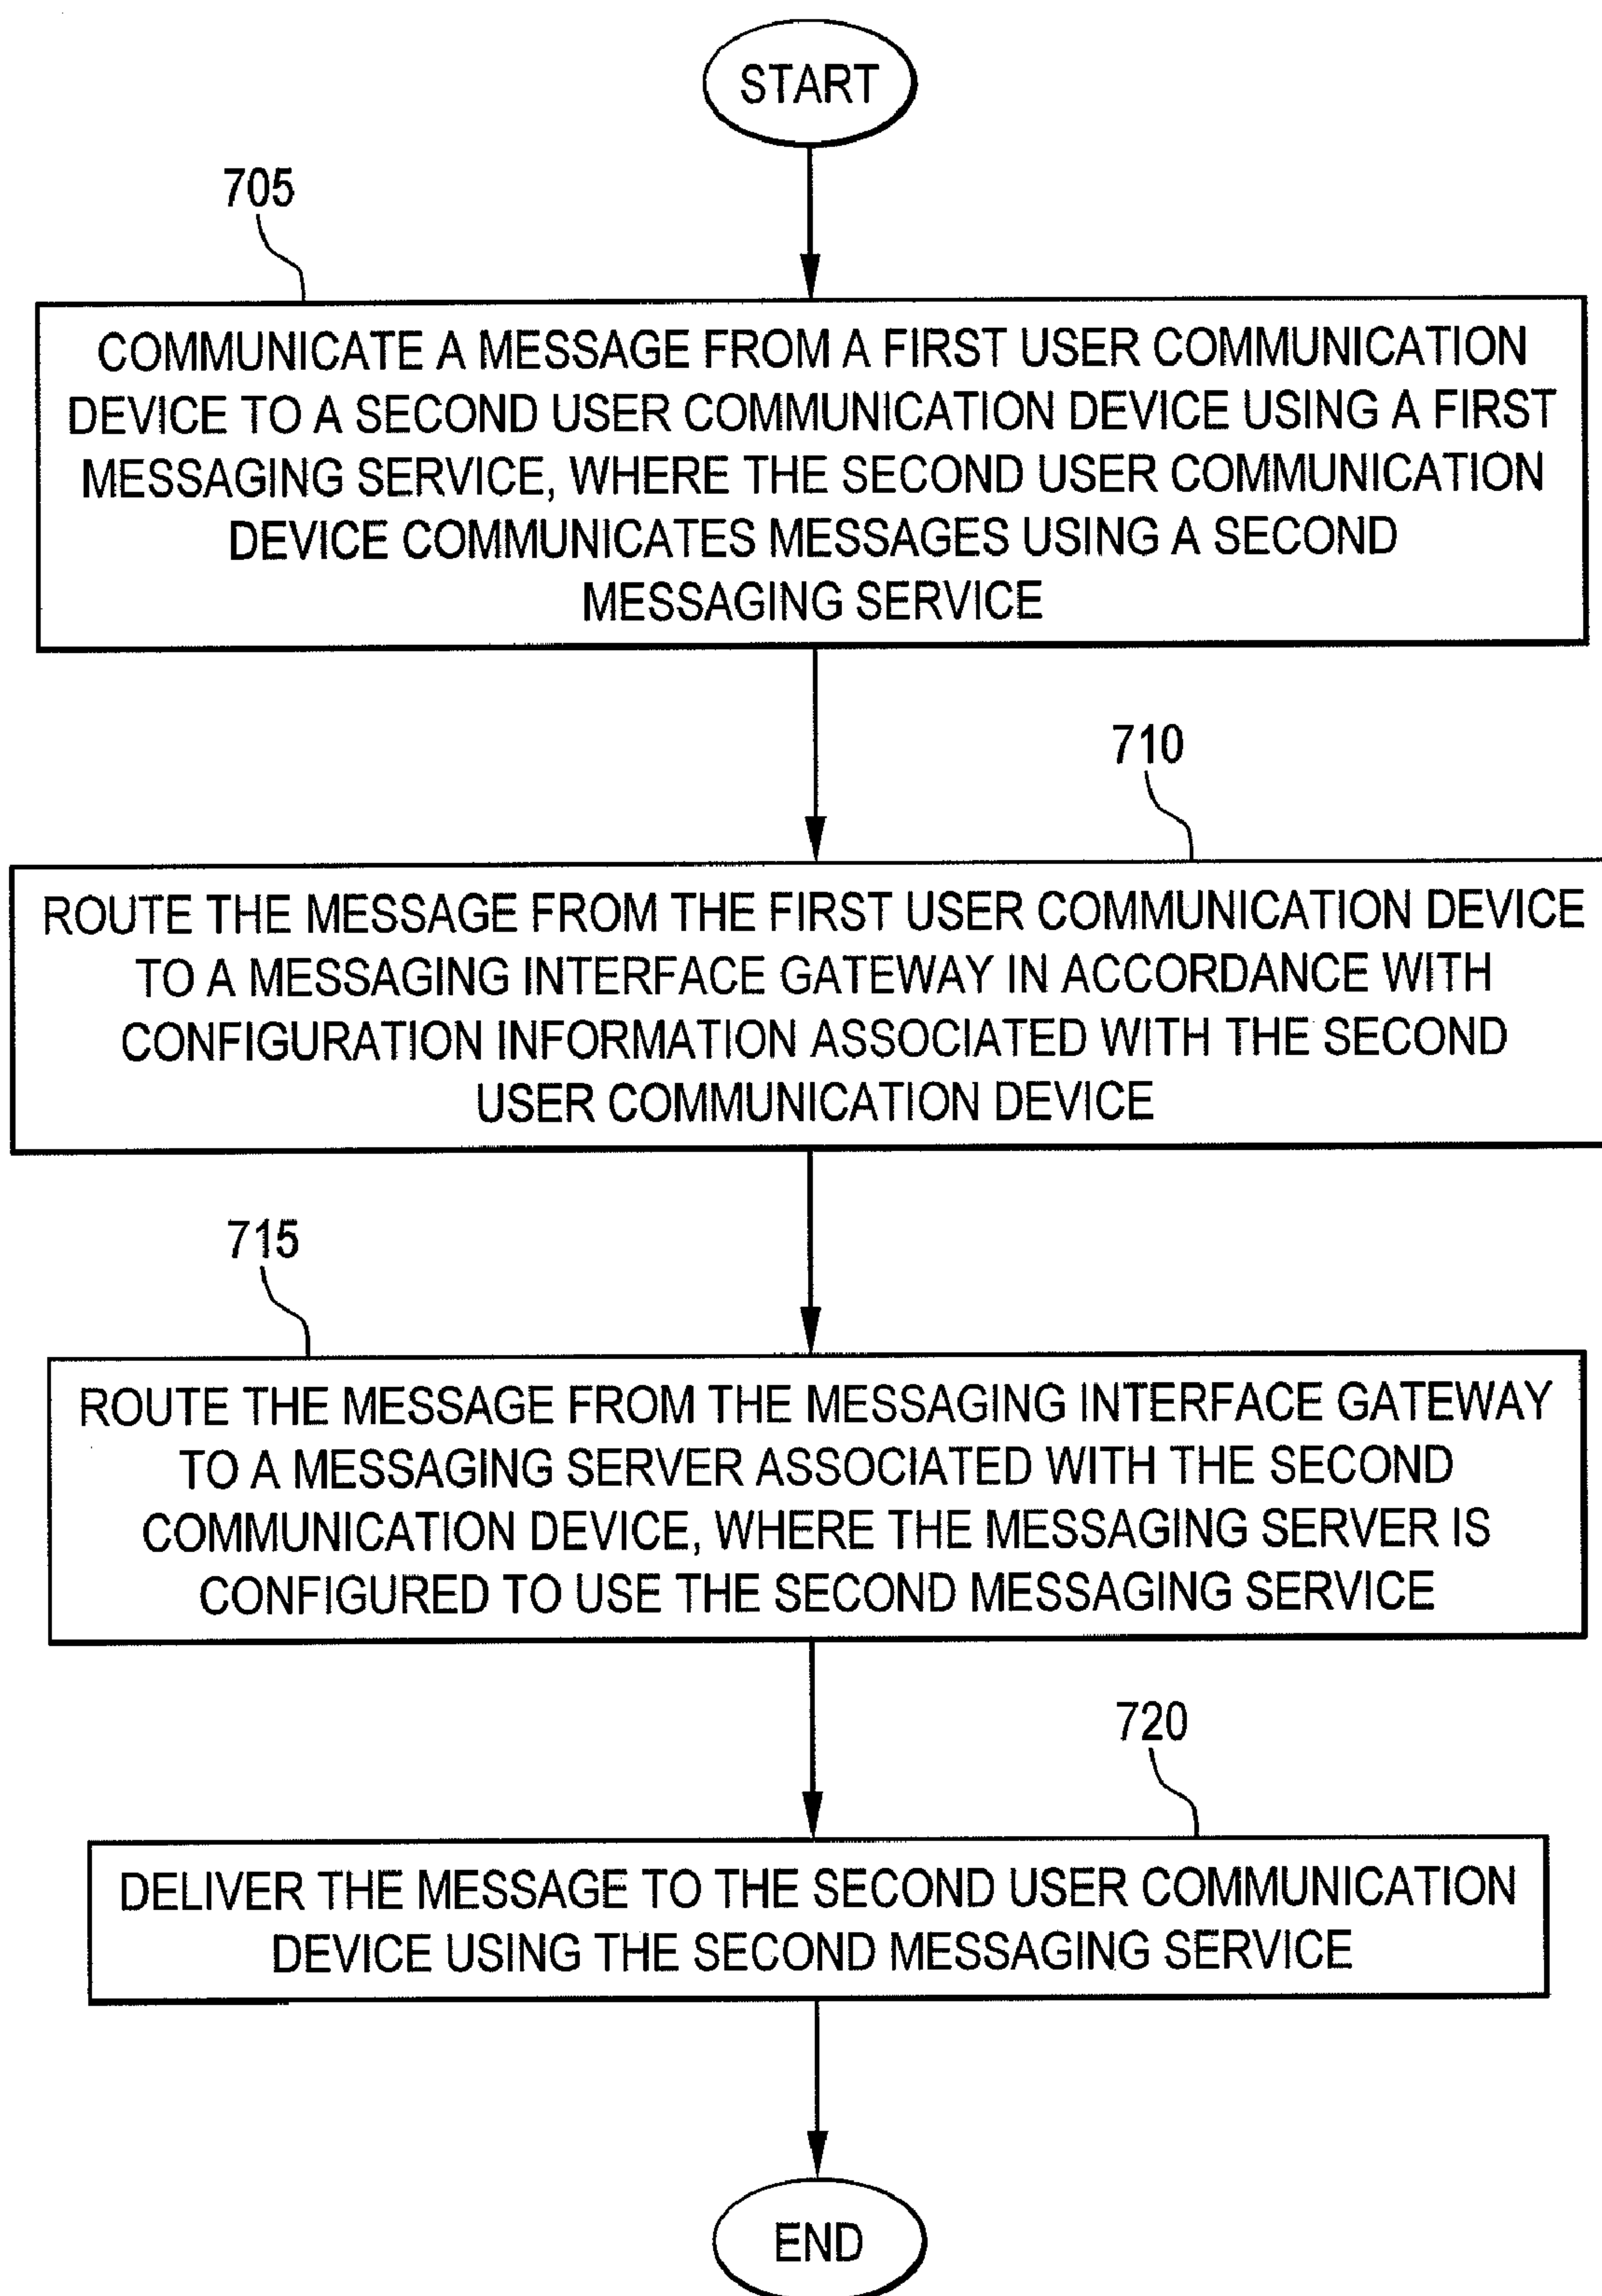 START
705
COMMUNICATE A MESSAGE FROM A FIRST USER COMMUNICATION
DEVICE TO A SECOND USER COMMUNICATION DEVICE USING A FIRST
MESSAGING SERVICE, WHERE THE SECOND USER COMMUNICATION
DEVICE COMMUNICATES MESSAGES USING A SECOND
MESSAGING SERVICE
710
ROUTE THE MESSAGE FROM THE FIRST USER COMMUNICATION DEVICE
TO A MESSAGING INTERFACE GATEWAY IN ACCORDANCE WITH
CONFIGURATION INFORMATION ASSOCIATED WITH THE SECOND
USER COMMUNICATION DEVICE
715
ROUTE THE MESSAGE FROM THE MESSAGING INTERFACE GATEWAY
TO A MESSAGING SERVER ASSOCIATED WITH THE SECOND
COMMUNICATION DEVICE, WHERE THE MESSAGING SERVER IS
CONFIGURED TO USE THE SECOND MESSAGING SERVICE
720
DELIVER THE MESSAGE TO THE SECOND USER COMMUNICATION
DEVICE USING THE SECOND MESSAGING SERVICE
END